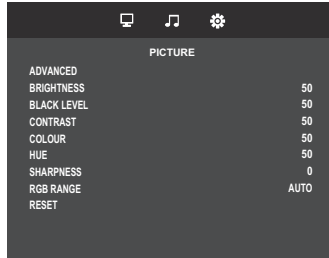 PICTURE
ADVANCED
BRIGHTNESS 50
BLACK LEVEL 50
CONTRAST 50
COLOUR 50
HUE 50
SHARPNESS 0
RGB RANGE AUTO
RESET